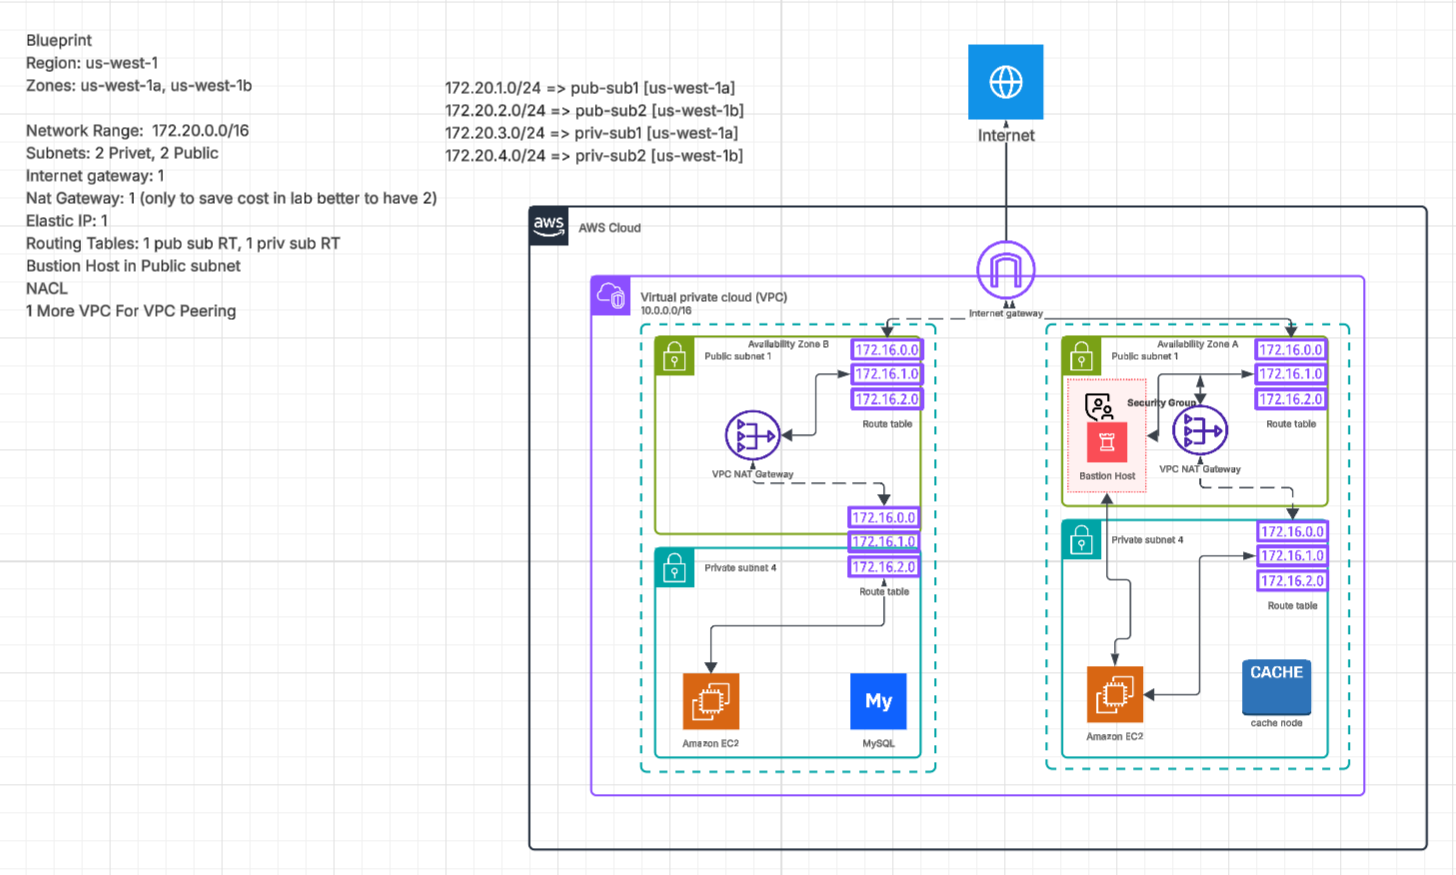 Blueprint
Region: us-west-1
Zones: us-west-1a, us-west-1b
Network Range:  172.20.0.0/16
Subnets: 2 Privet, 2 Public
Internet gateway: 1
Nat Gateway: 1 (only to save cost in lab better to have 2)
Elastic IP: 1
Routing Tables: 1 pub sub RT, 1 priv sub RT
Bustion Host in Public subnet
NACL
1 More VPC For VPC Peering
172.20.1.0/24 => pub-sub1 [us-west-1a]
172.20.2.0/24 => pub-sub2 [us-west-1b]
172.20.3.0/24 => priv-sub1 [us-west-1a]
172.20.4.0/24 => priv-sub2 [us-west-1b]
Internet
aws
AWS Cloud
Virtual private cloud (VPC)
10.0.0.0/16
Internet gateway
Availability Zone B
Public subnet 1
172.16.0.0
172.16.1.0
172.16.2.0
Route table
VPC NAT Gateway
172.16.0.0
172.16.1.0
172.16.2.0
Route table
Private subnet 4
Amazon EC2
My
MySQL
Availability Zone A
Public subnet 1
172.16.0.0
172.16.1.0
172.16.2.0
Route table
Security Group
Bastion Host
VPC NAT Gateway
Private subnet 4
172.16.0.0
172.16.1.0
172.16.2.0
Route table
Amazon EC2
CACHE
cache node